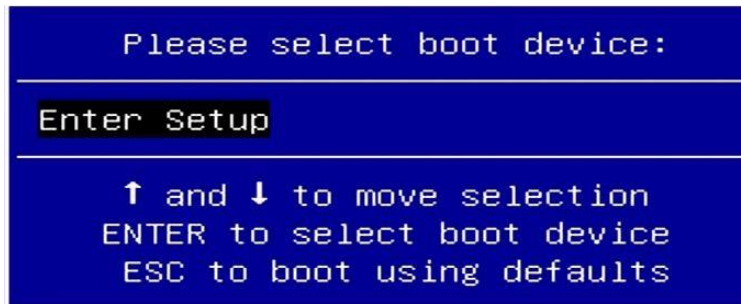 Please select boot device:
Enter Setup
↑ and ↓ to move selection
ENTER to select boot device
ESC to boot using defaults